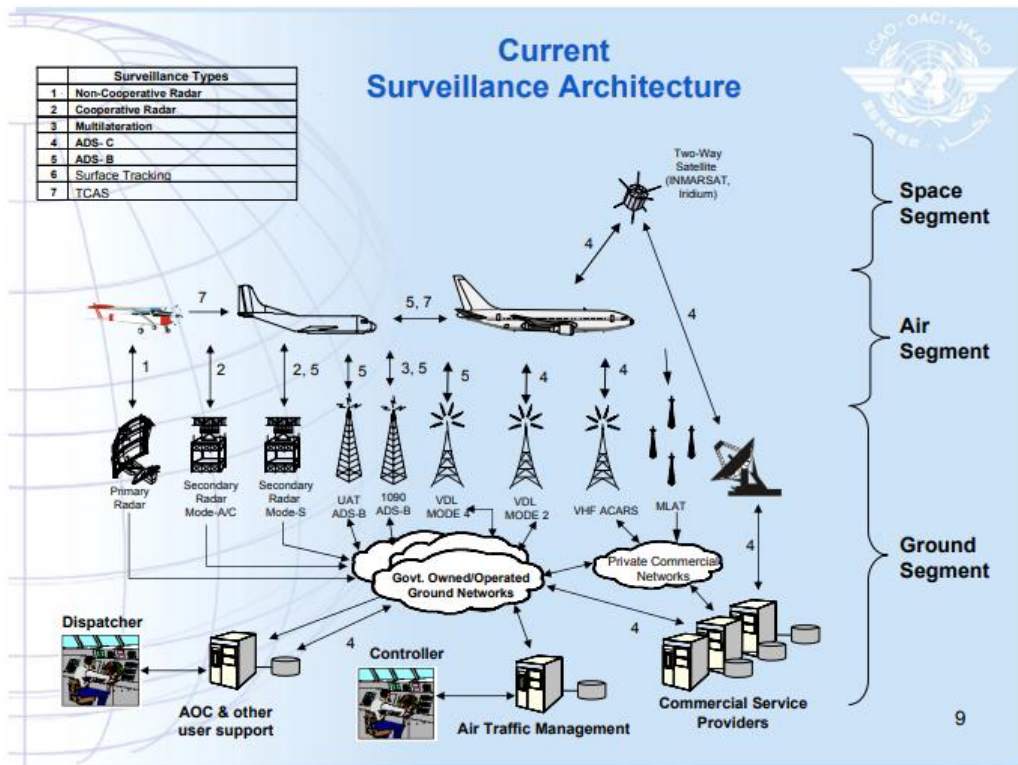 Current
Surveillance Architecture
Surveillance Types
1 Non-Cooperative Radar
2 Cooperative Radar
3 Multilateration
4 ADS- C
5 ADS- B
6 Surface Tracking
7 TCAS
ICAO · OACI · ИКАО
Two-Way
Satellite
(INMARSAT,
Iridium)
Space
Segment
4
4
7
5, 7
Air
Segment
1
2
2, 5
5
3, 5
5
4
4
Primary
Radar
Secondary
Radar
Mode-A/C
Secondary
Radar
Mode-S
UAT
ADS-B
1090
ADS-B
VDL
MODE 4
VDL
MODE 2
VHF ACARS
MLAT
Ground
Segment
Govt. Owned/Operated
Ground Networks
Private Commercial
Networks
4
4
4
Dispatcher
AOC & other
user support
Controller
Air Traffic Management
Commercial Service
Providers
9